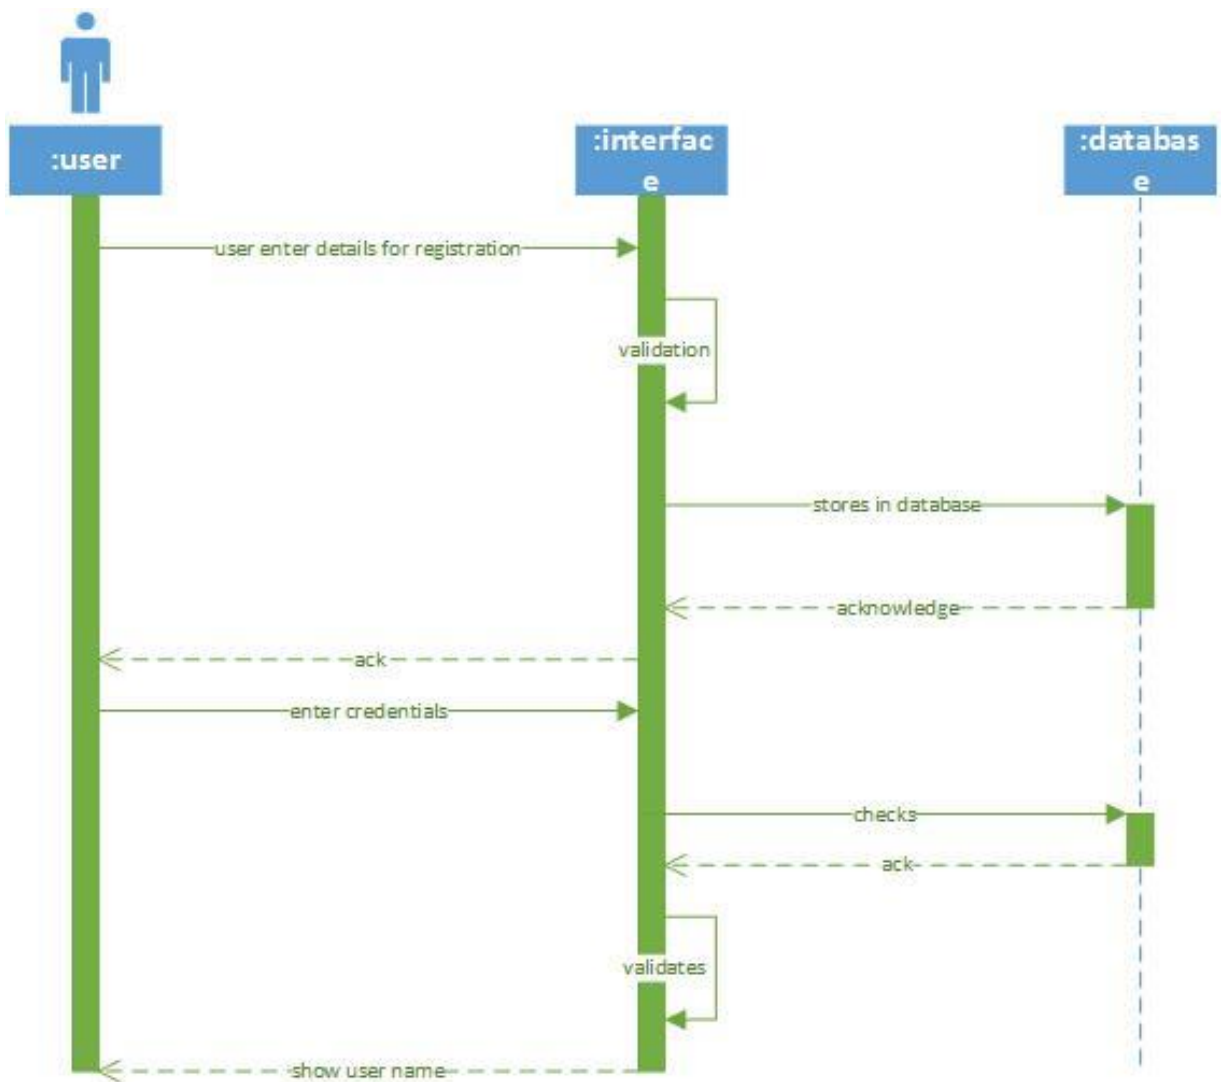 :user
:interfac
e
:databas
e
user enter details for registration
validation
stores in database
acknowledge
ack
enter credentials
checks
ack
validates
show user name